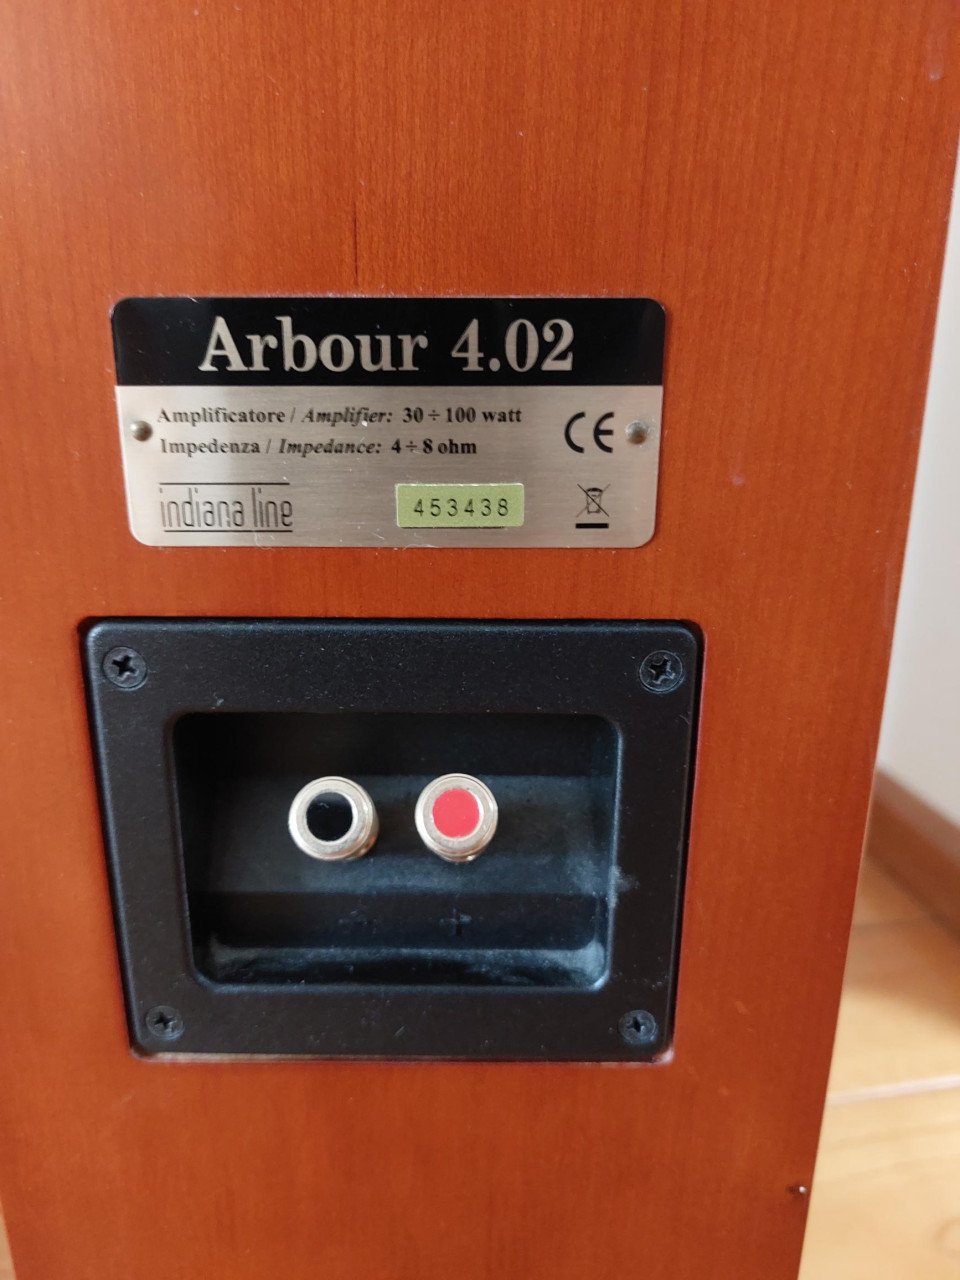 Arbour 4.02
Amplificatore / Amplifier: 30 ÷ 100 watt
Impedenza / Impedance: 4 ÷ 8 ohm
CE
indiana line
453438
- +